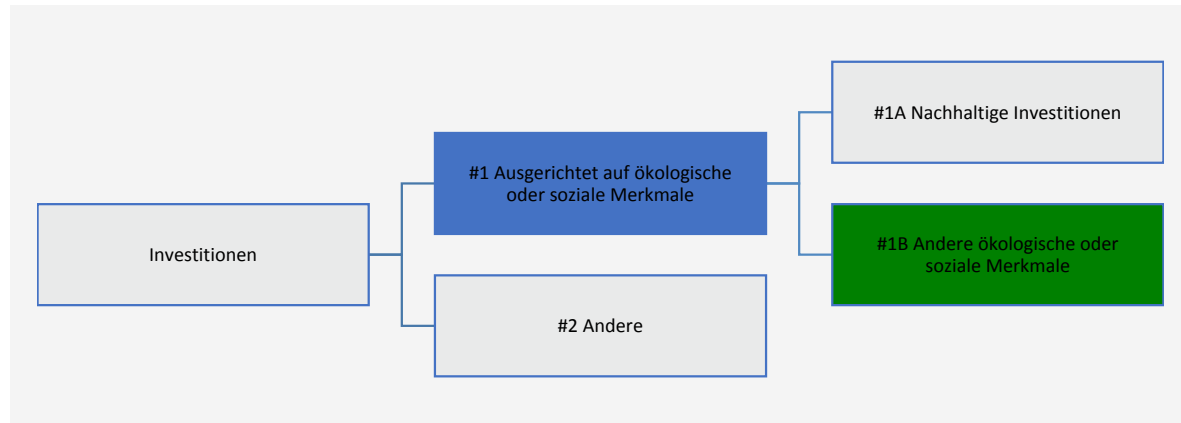 #1A Nachhaltige Investitionen
#1 Ausgerichtet auf ökologische
oder soziale Merkmale
Investitionen
#1B Andere ökologische oder
soziale Merkmale
#2 Andere